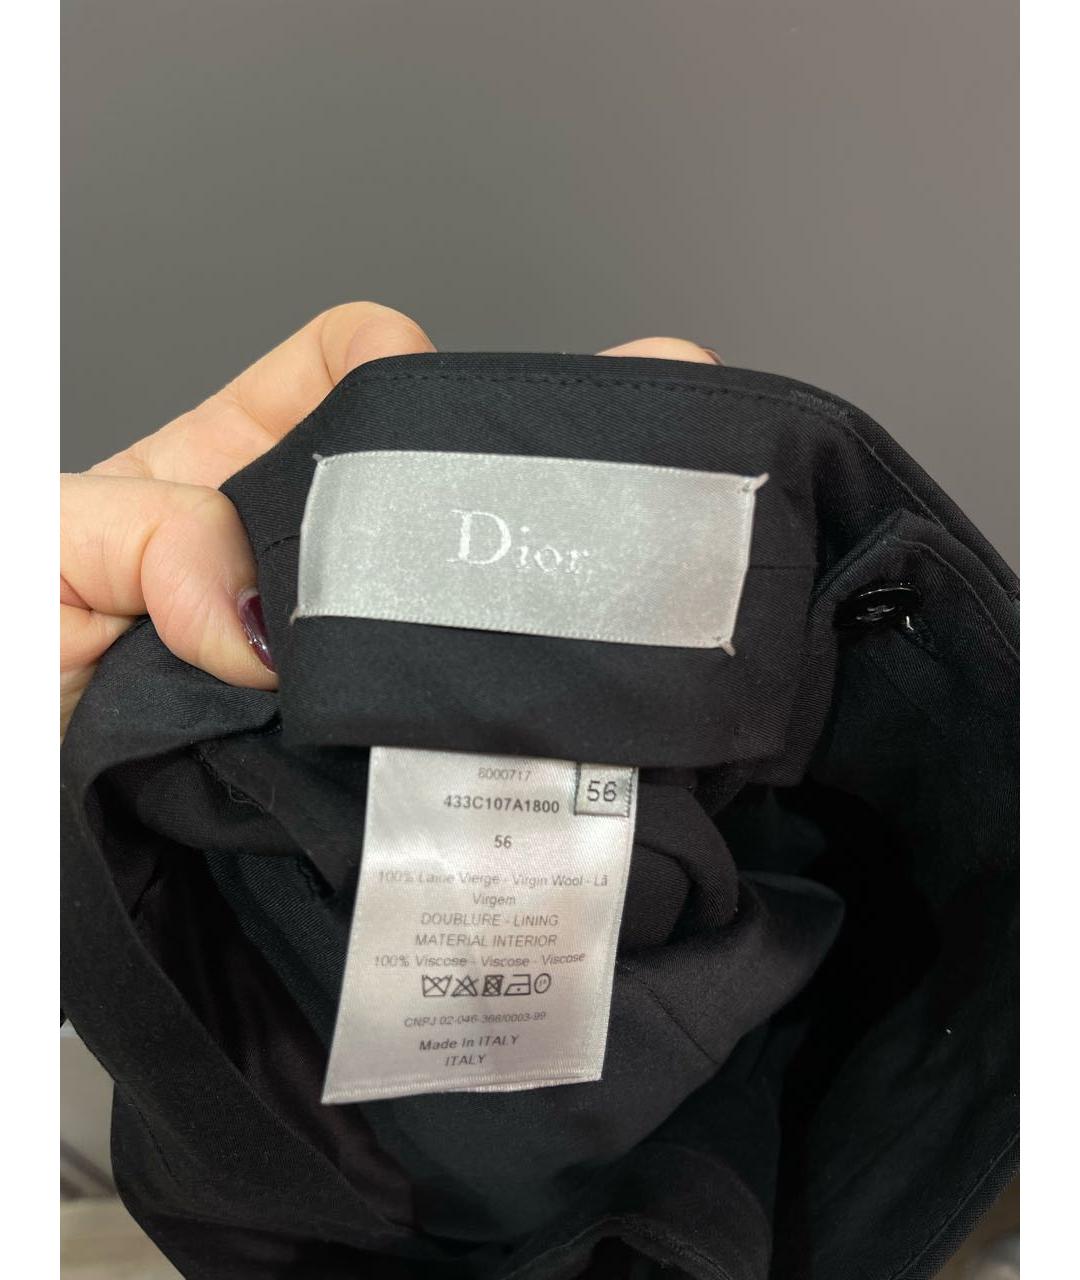 Dior
6000717
56
433C107A1800
56
100% Laine Vierge - Virgin Wool - Lã
Virgem
DOUBLURE - LINING
MATERIAL INTERIOR
100% Viscose - Viscose - Viscose
CNPJ 02-046-366/0003-99
Made In ITALY
ITALY